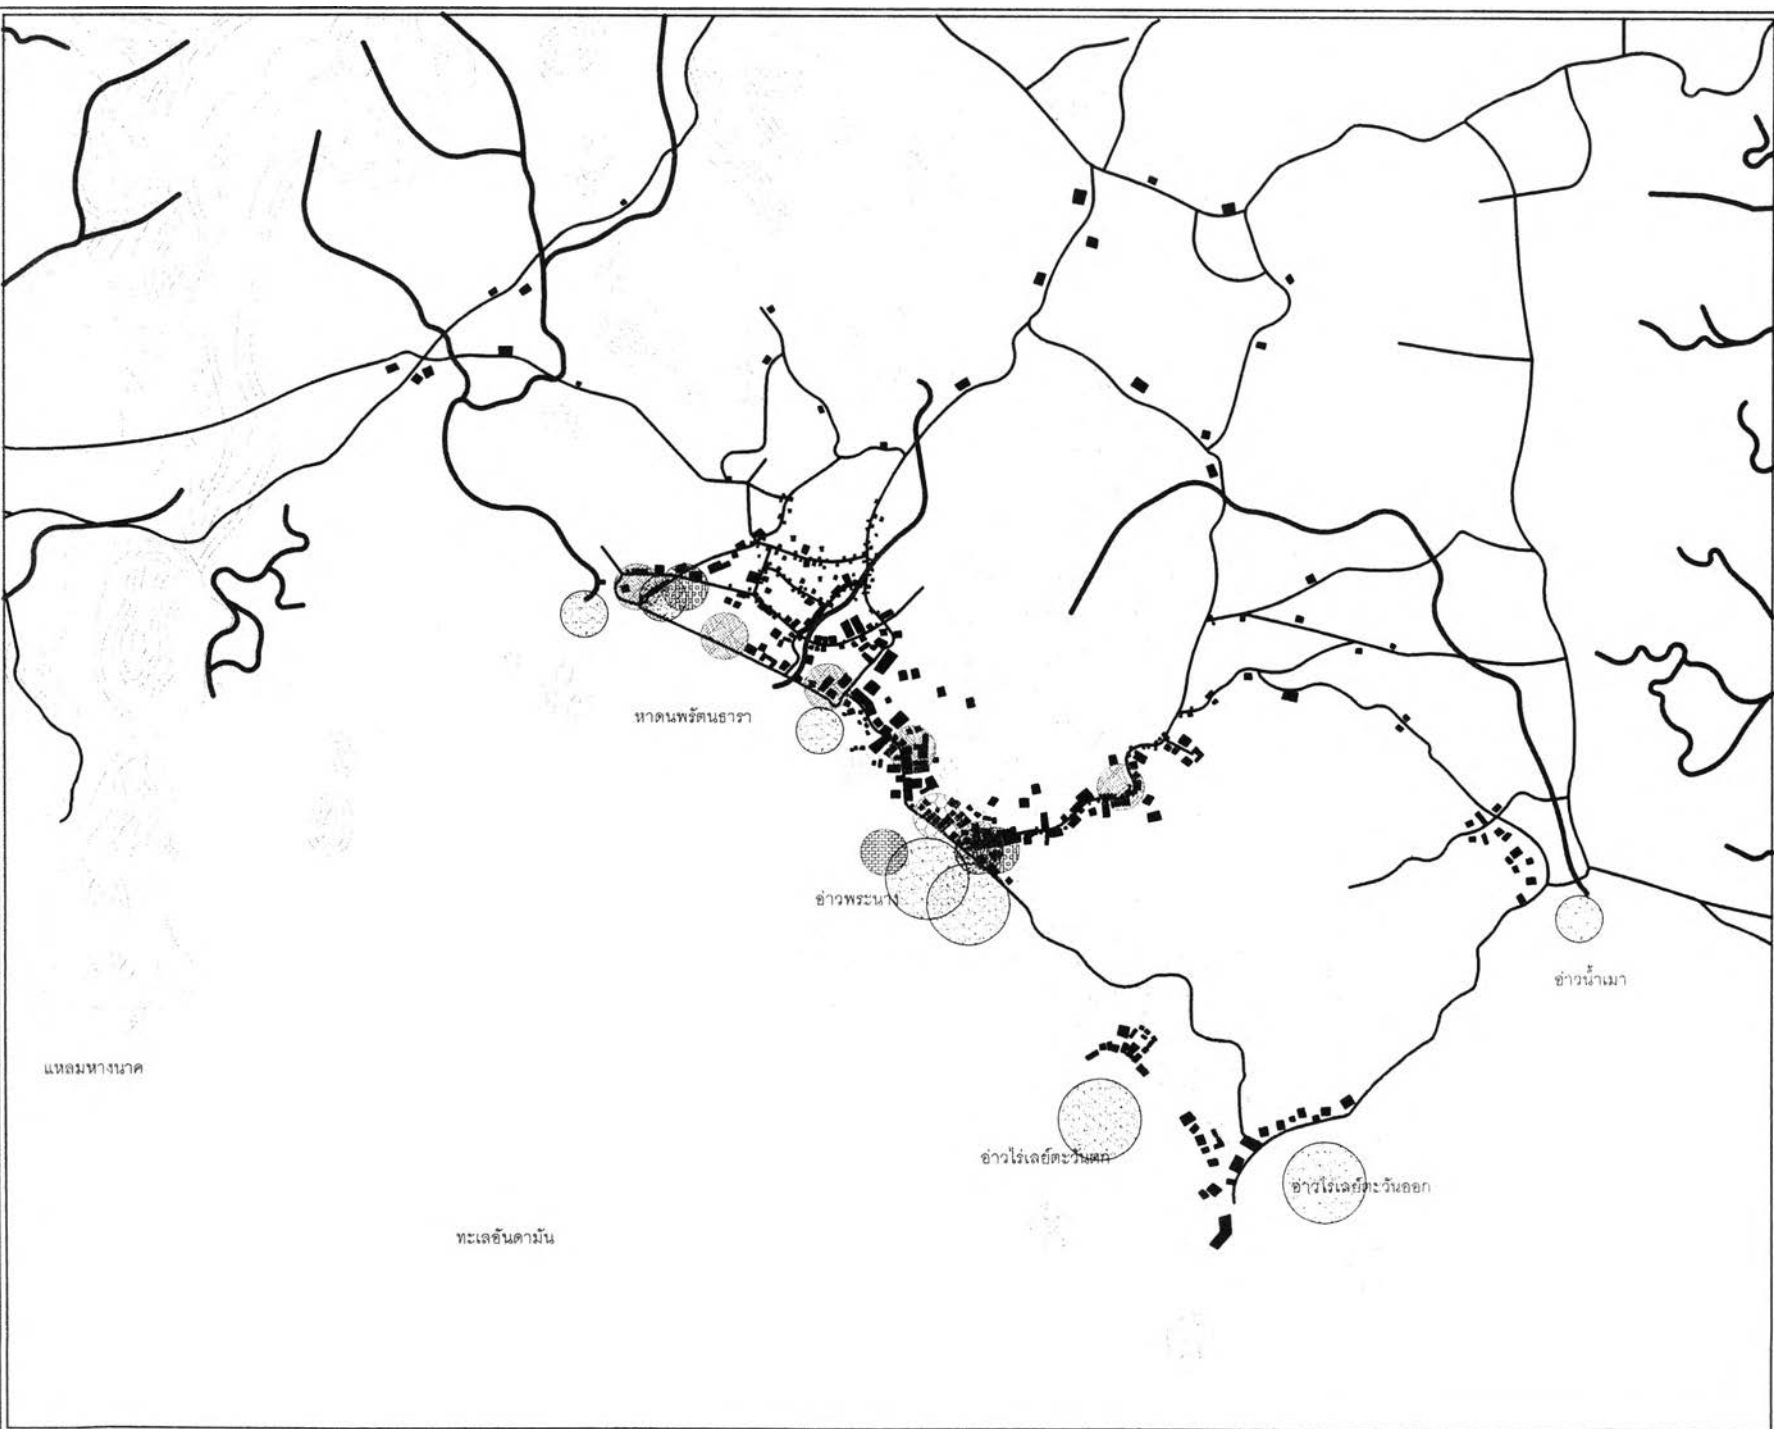 หาดนพรัตนธารา
อ่าวพระนาง
อ่าวน้ำเมา
แหลมหางนาค
อ่าวไร่เลย์ตะวันตก
อ่าวไร่เลย์ตะวันออก
ทะเลอันดามัน